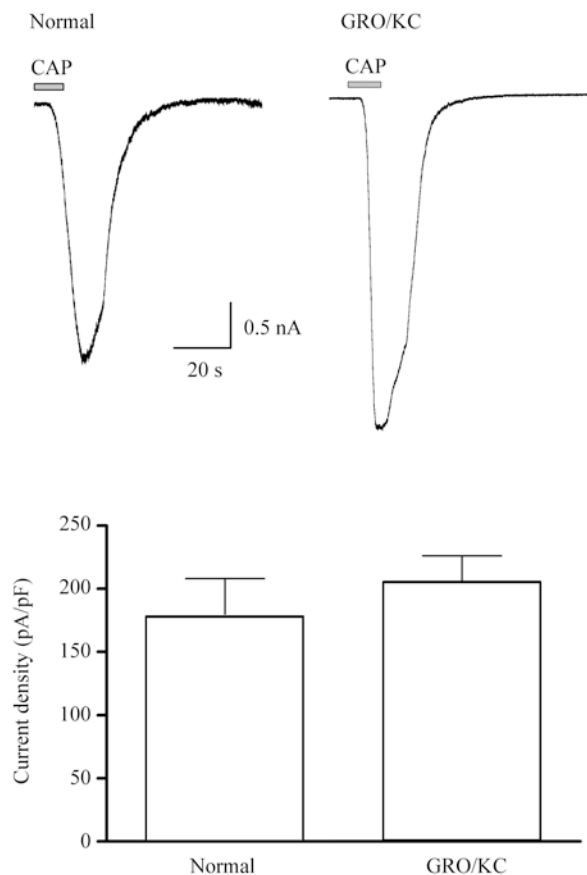 Normal
GRO/KC
CAP
CAP
0.5 nA
20 s
250
200
150
100
50
0
Current density (pA/pF)
Normal
GRO/KC